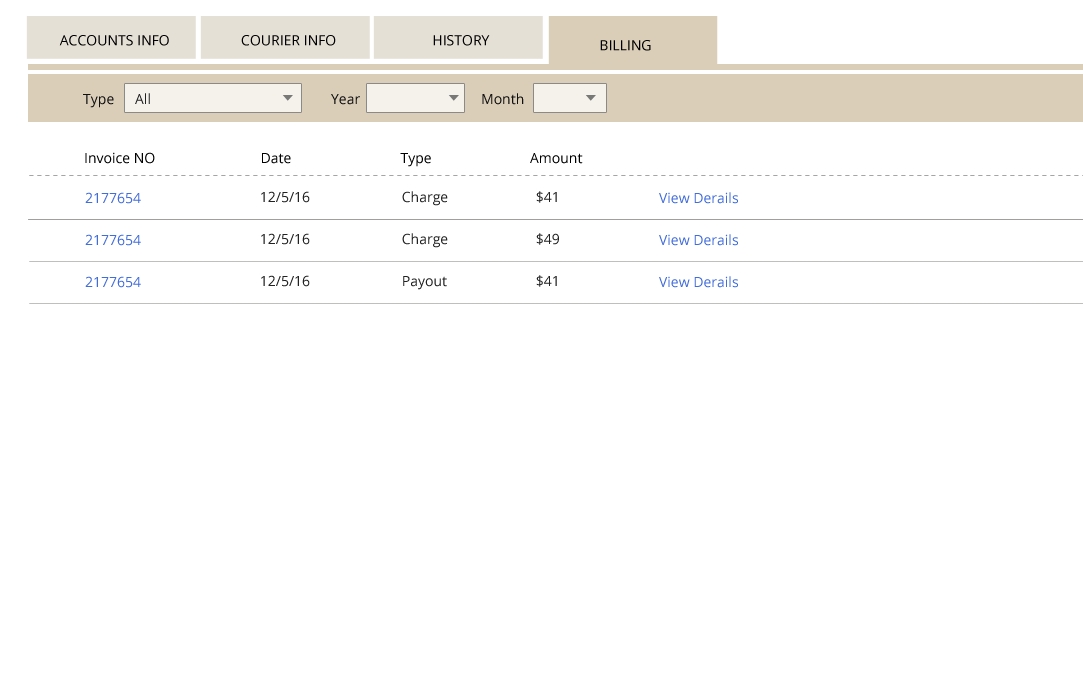 ACCOUNTS INFO COURIER INFO HISTORY BILLING
Type All Year Month
Invoice NO Date Type Amount
2177654 12/5/16 Charge $41 View Derails
2177654 12/5/16 Charge $49 View Derails
2177654 12/5/16 Payout $41 View Derails